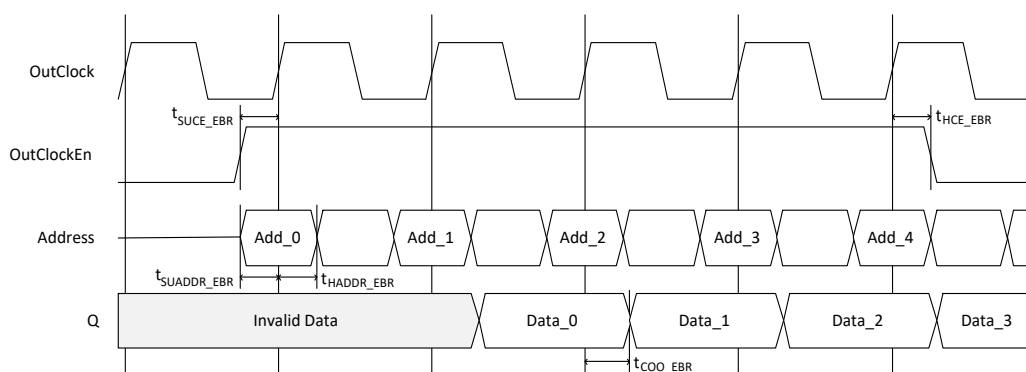 OutClock
tSUCE_EBR
tHCE_EBR
OutClockEn
Address
Add_0
Add_1
Add_2
Add_3
Add_4
tSUADDR_EBR
tHADDR_EBR
Q
Invalid Data
Data_0
Data_1
Data_2
Data_3
tCOO_EBR